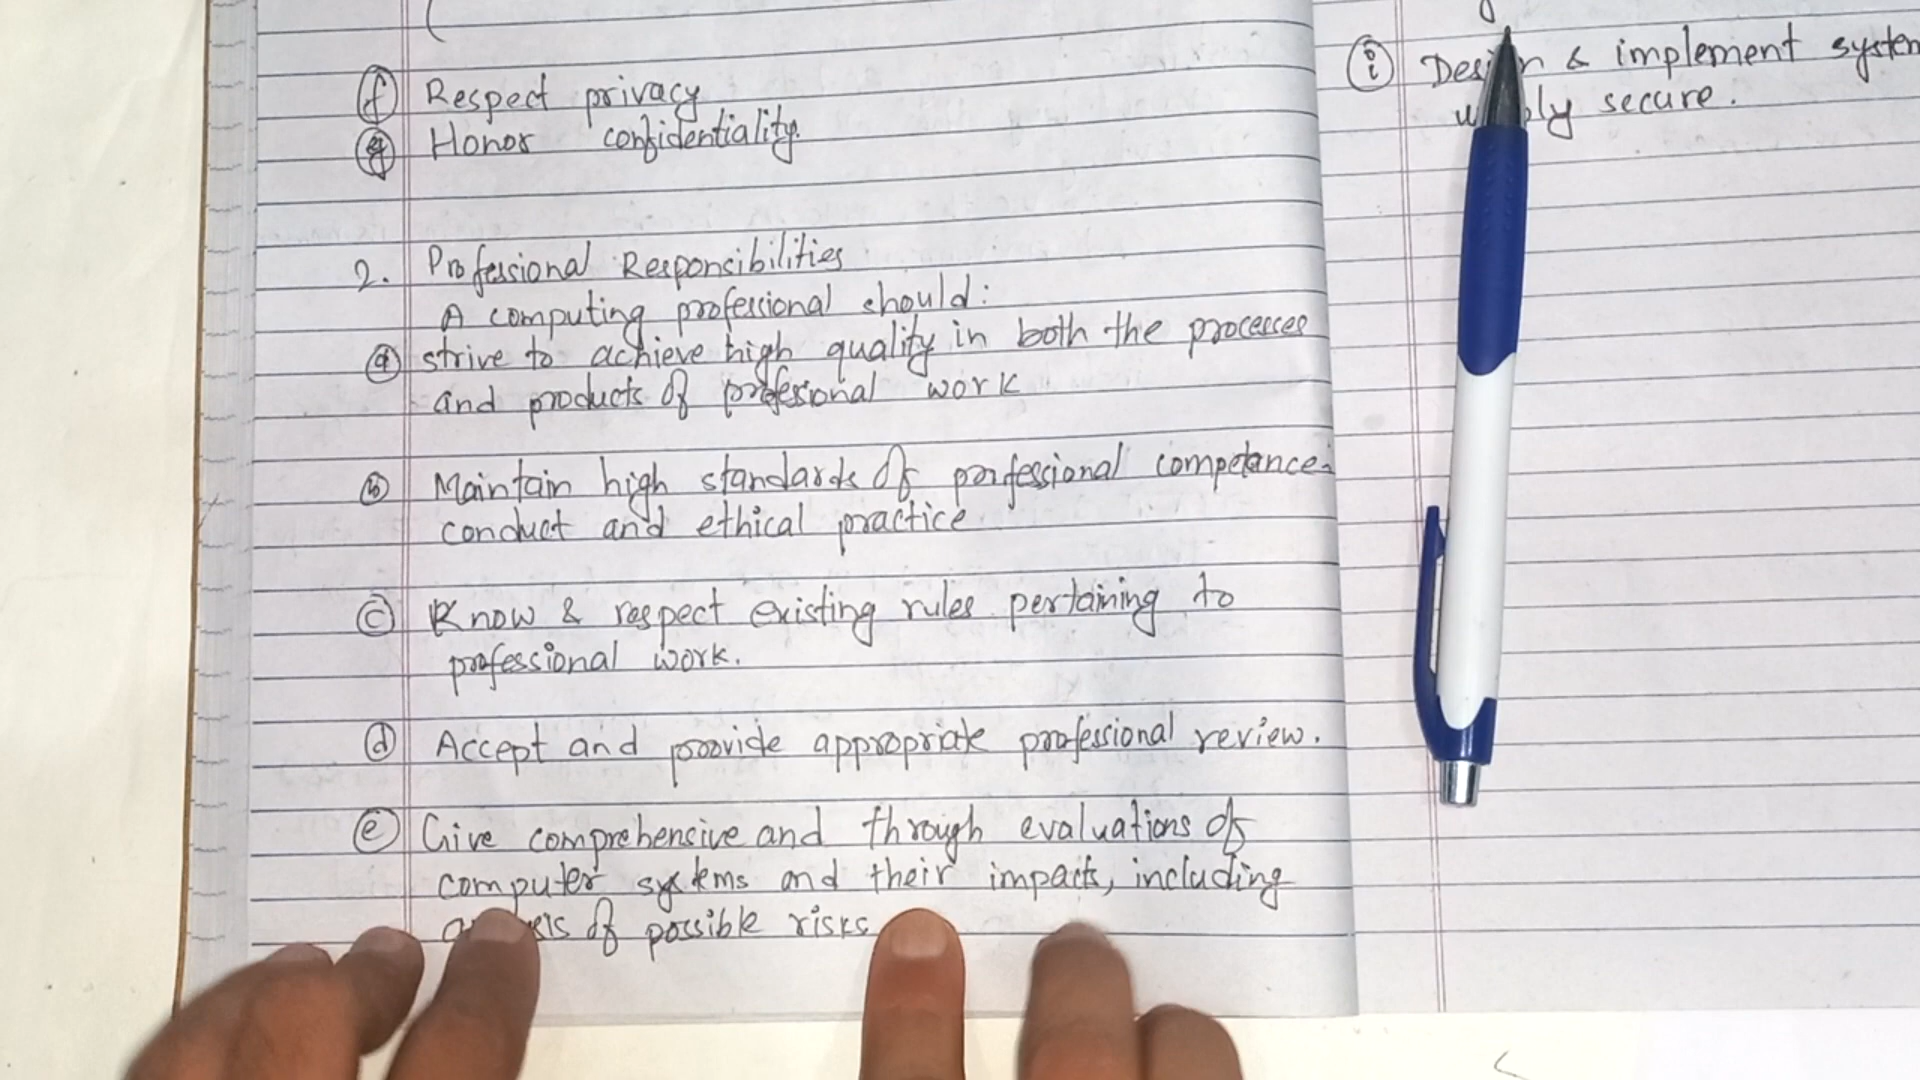 (f) Respect privacy
(g) Honor confidentiality.
2. Professional Responsibilities
A computing professional should:
(a) strive to achieve high quality in both the processes
and products of professional work
(b) Maintain high standards of professional competance
conduct and ethical practice
(c) Know & respect existing rules pertaining to
professional work.
(d) Accept and provide appropriate professional review.
(e) Give comprehensive and through evaluations of
computer systems and their impacts, including
of possible risks
(i) & implement system
secure.